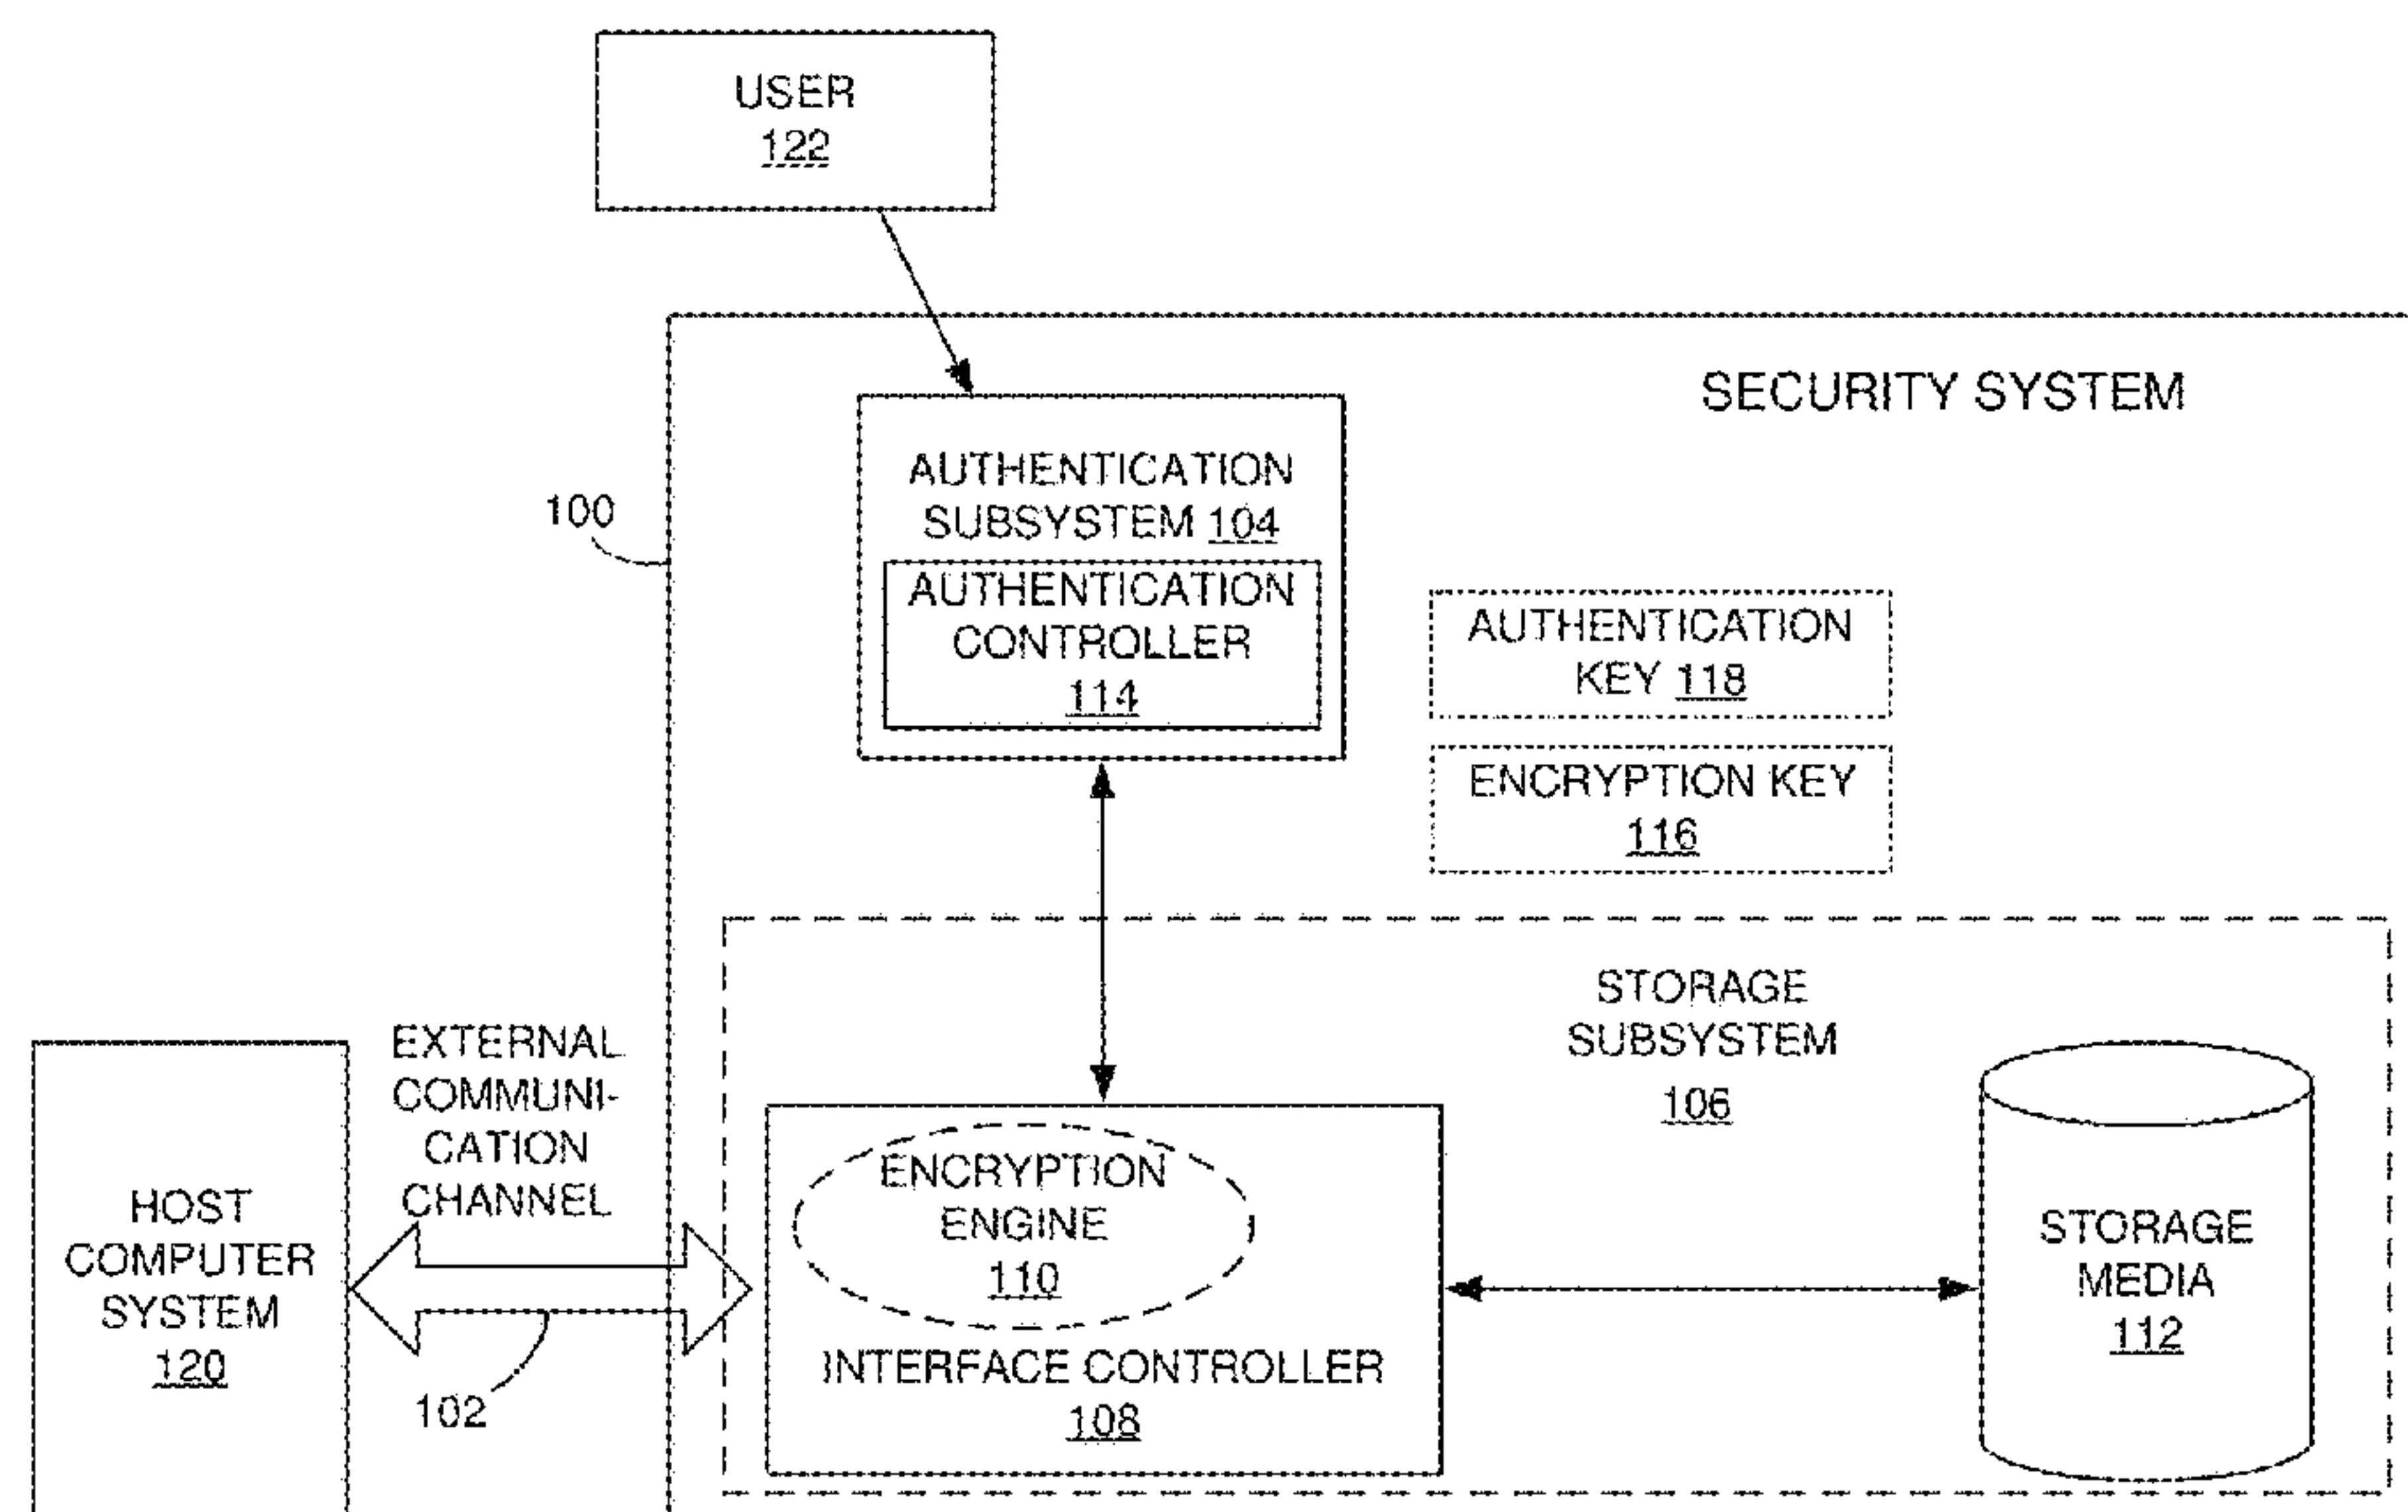 USER
122
SECURITY SYSTEM
100
AUTHENTICATION
SUBSYSTEM 104
AUTHENTICATION
CONTROLLER
114
AUTHENTICATION
KEY 118
ENCRYPTION KEY
116
STORAGE
SUBSYSTEM
106
EXTERNAL
COMMUNI-
CATION
CHANNEL
HOST
COMPUTER
SYSTEM
120
102
ENCRYPTION
ENGINE
110
INTERFACE CONTROLLER
108
STORAGE
MEDIA
112